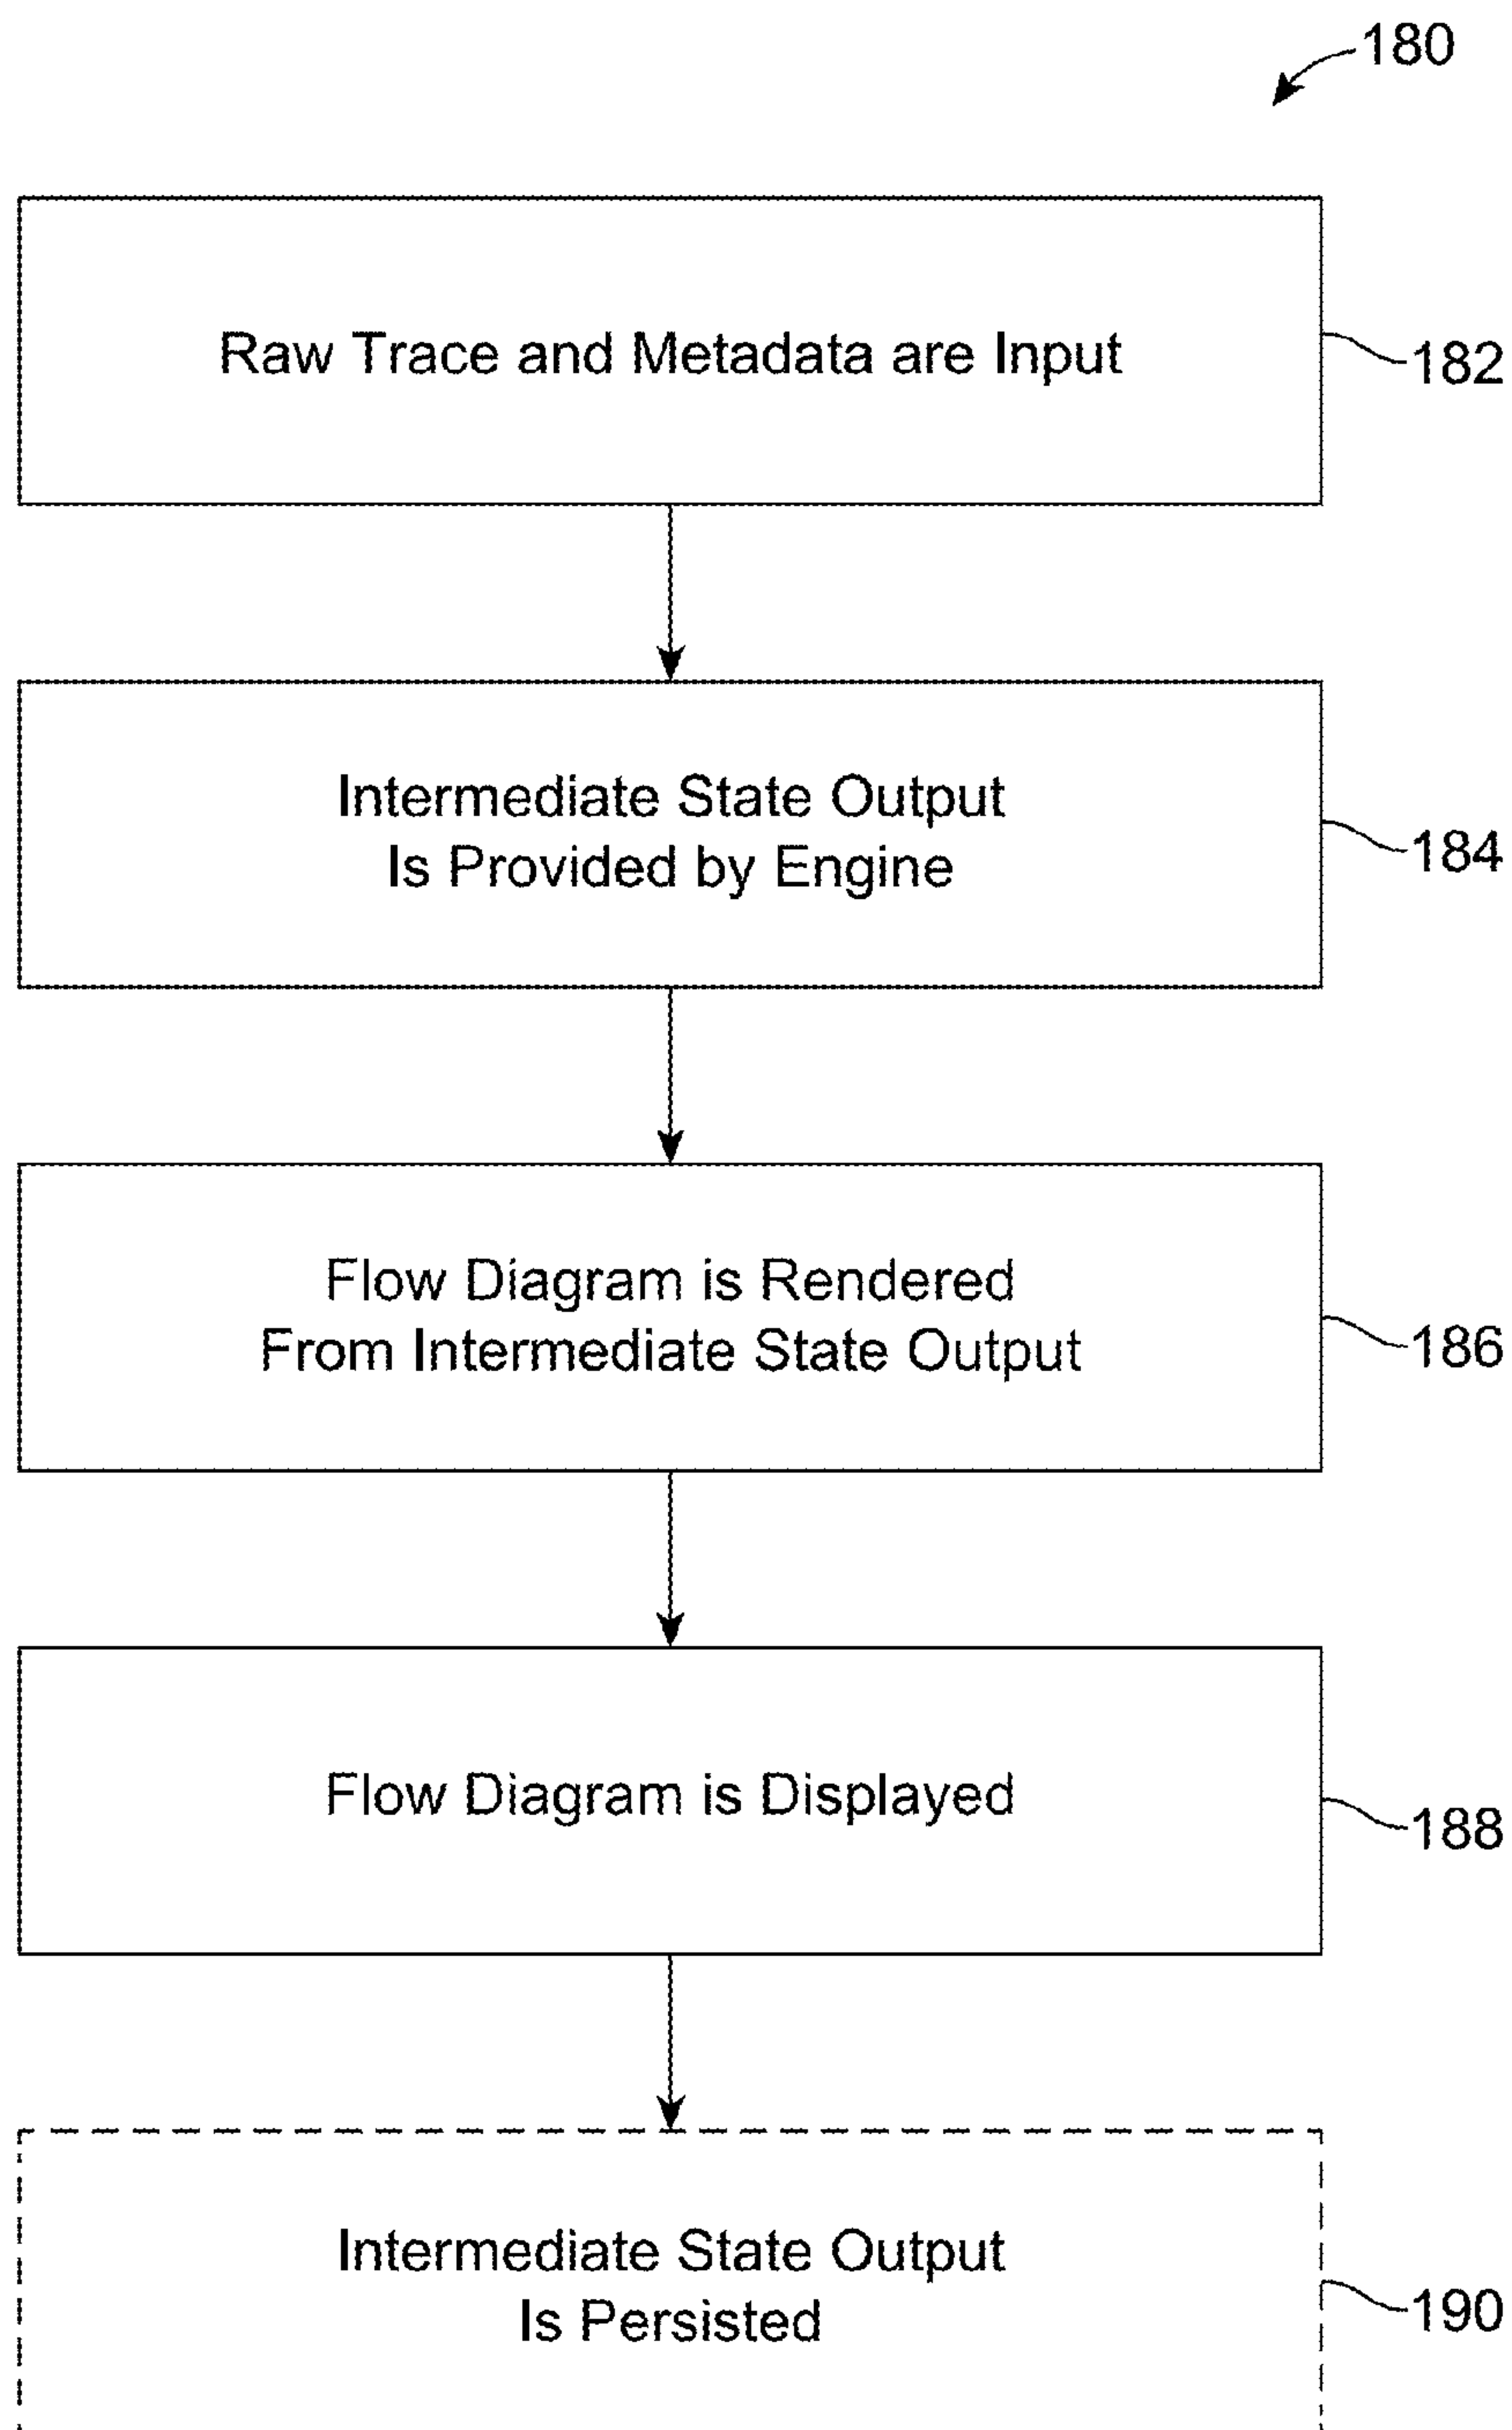 180
Raw Trace and Metadata are Input
182
Intermediate State Output
Is Provided by Engine
184
Flow Diagram is Rendered
From Intermediate State Output
186
Flow Diagram is Displayed
188
Intermediate State Output
Is Persisted
190